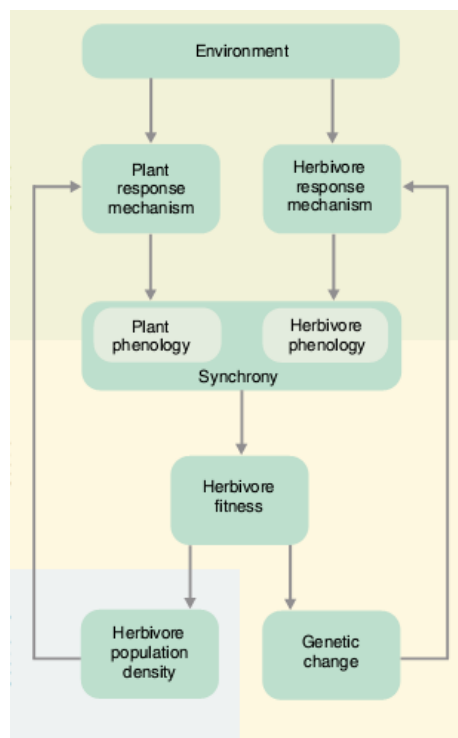 Environment
Plant
response
mechanism
Herbivore
response
mechanism
Plant
phenology
Herbivore
phenology
Synchrony
Herbivore
fitness
Herbivore
population
density
Genetic
change